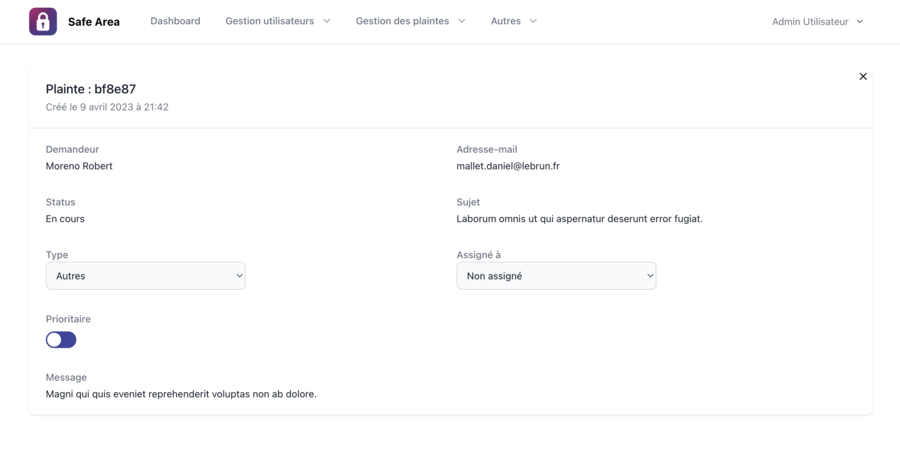 Safe Area
Dashboard
Gestion utilisateurs
Gestion des plaintes
Autres
Admin Utilisateur
Plainte : bf8e87
Créé le 9 avril 2023 à 21:42
Demandeur
Moreno Robert
Adresse-mail
mallet.daniel@lebrun.fr
Status
En cours
Sujet
Laborum omnis ut qui aspernatur deserunt error fugiat.
Type
Autres
Assigné à
Non assigné
Prioritaire
Message
Magni qui quis eveniet reprehenderit voluptas non ab dolore.